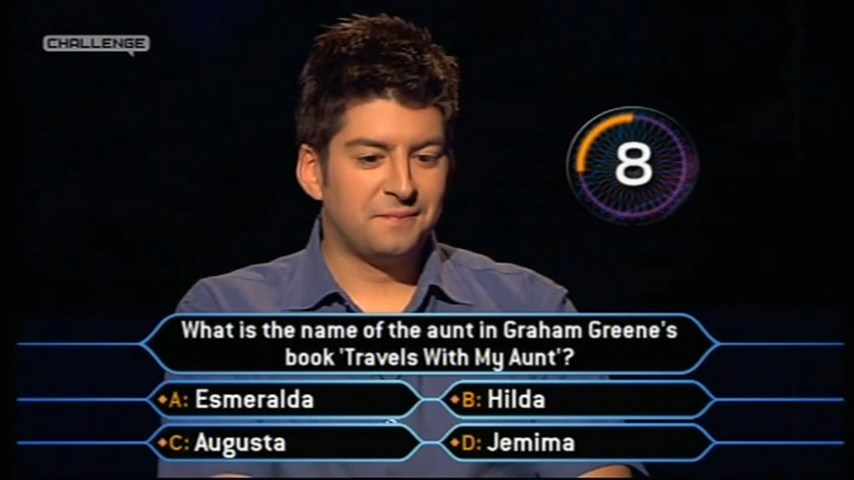 CHALLENGE
8
What is the name of the aunt in Graham Greene's
book 'Travels With My Aunt'?
A: Esmeralda
B: Hilda
C: Augusta
D: Jemima